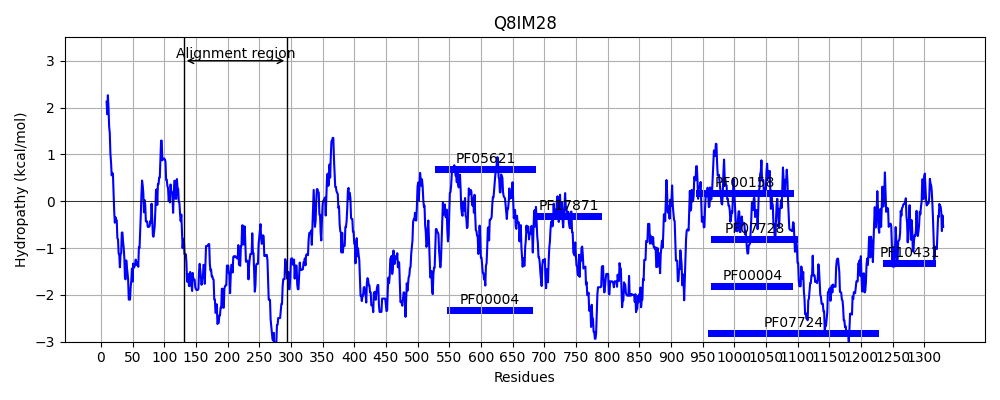 Q8IM28
Alignment region
PF05621
PF00158
PF17871
PF07728
PF10431
PF00004
PF00004
PF07724
3
2
1
0
−1
−2
−3
Hydropathy (kcal/mol)
0 50 100 150 200 250 300 350 400 450 500 550 600 650 700 750 800 850 900 950 1000 1050 1100 1150 1200 1250 1300
Residues